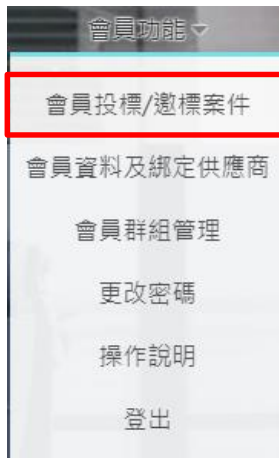 會員功能
會員投標/邀標案件
會員資料及綁定供應商
會員群組管理
更改密碼
操作說明
登出